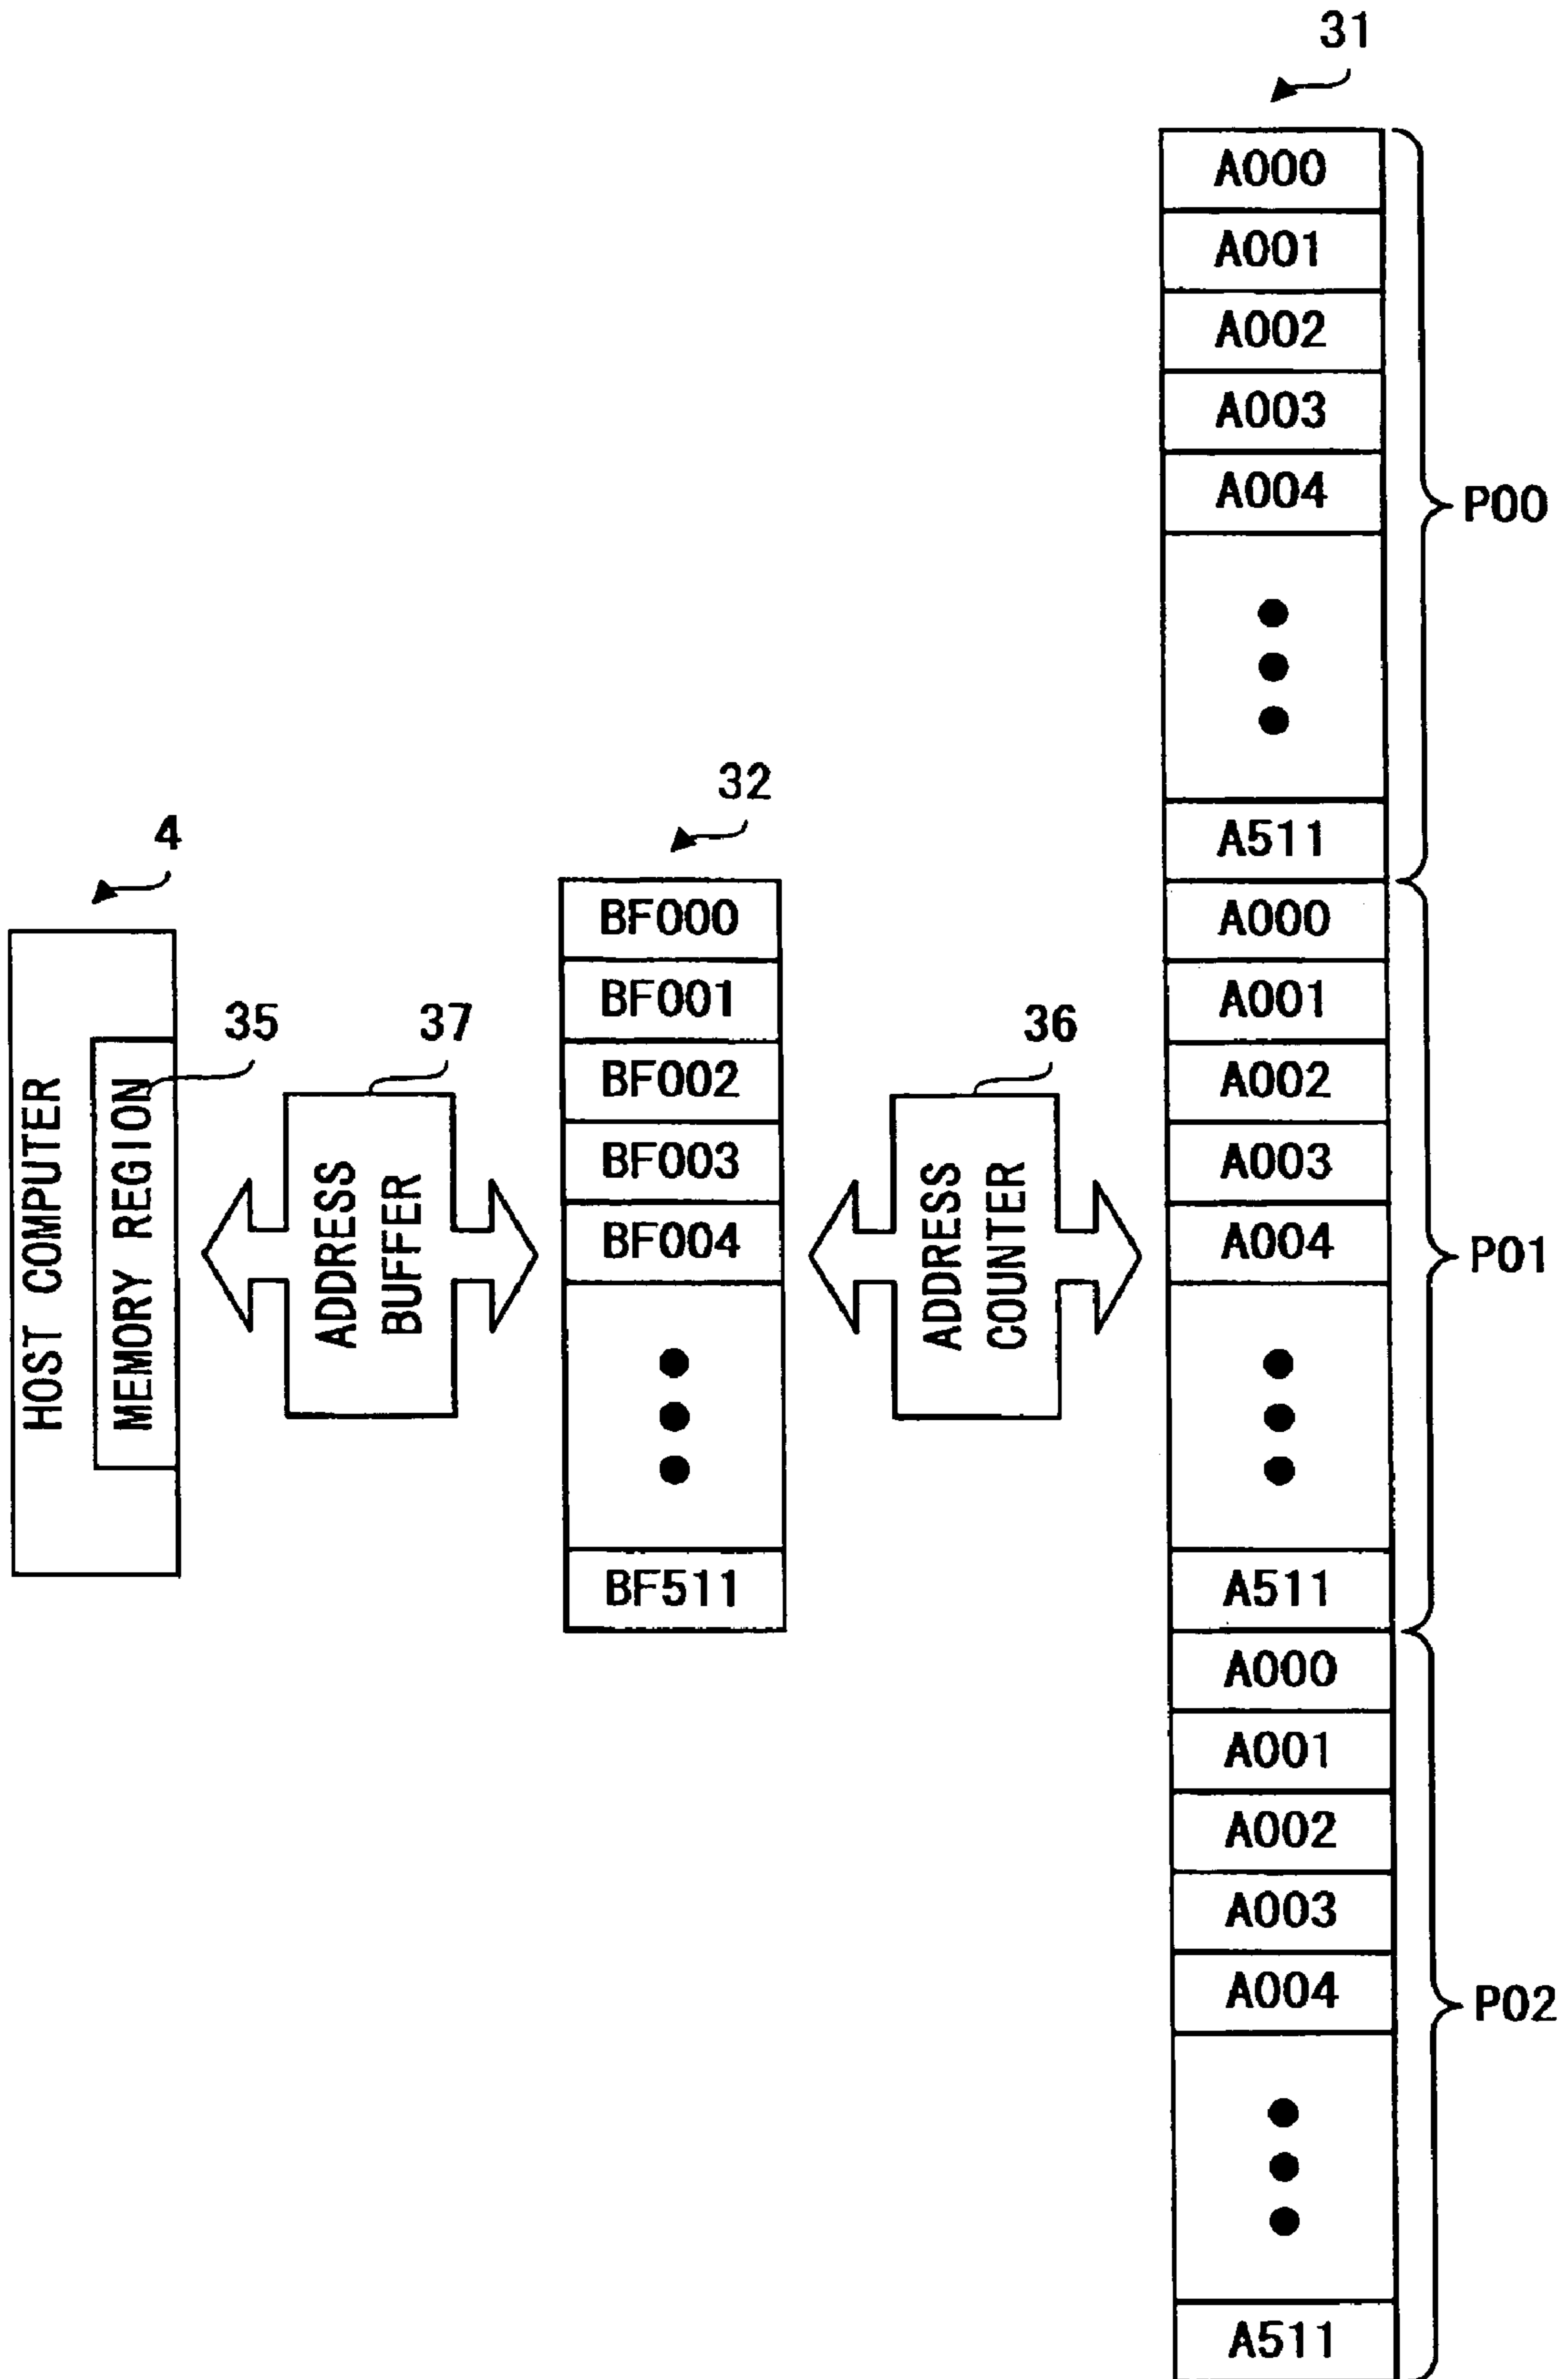 31
A000
A001
A002
A003
A004
A511
P00
A000
A001
A002
A003
A004
A511
P01
A000
A001
A002
A003
A004
A511
P02
32
BF000
BF001
BF002
BF003
BF004
BF511
4
HOST COMPUTER
MEMORY REGION
35
37
ADDRESS
BUFFER
36
ADDRESS
COUNTER